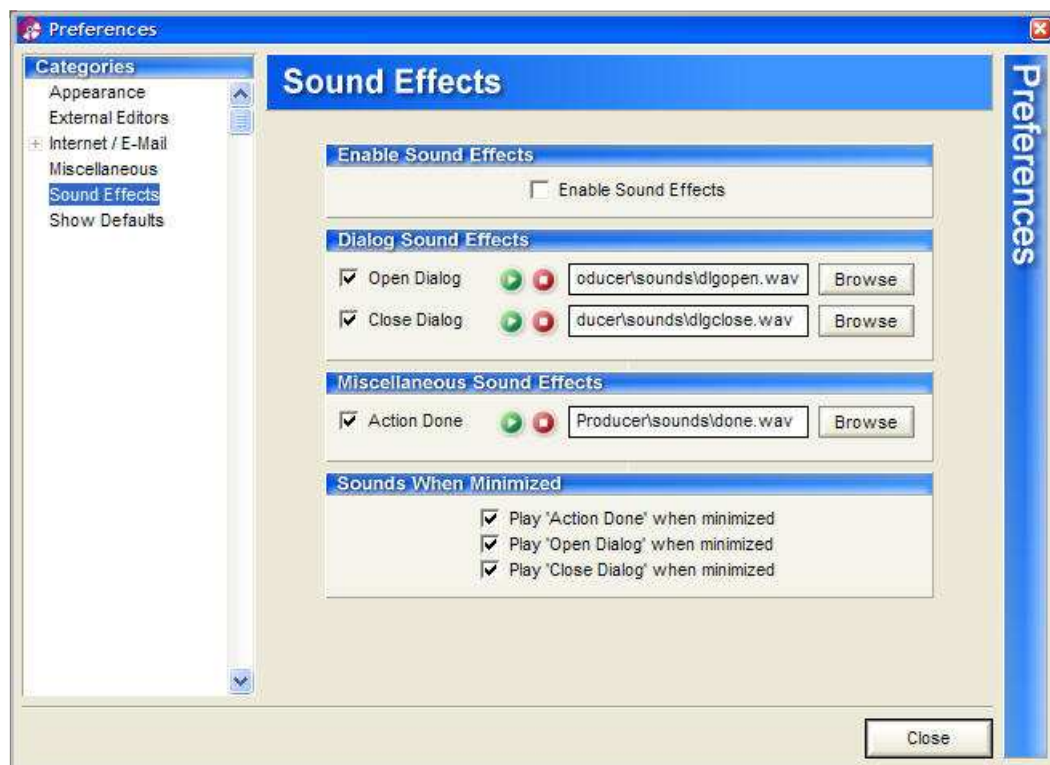 Preferences
Categories
Appearance
External Editors
Internet / E-Mail
Miscellaneous
Sound Effects
Show Defaults
Sound Effects
Enable Sound Effects
Enable Sound Effects
Dialog Sound Effects
Open Dialog oducer\sounds\dlgopen.wav Browse
Close Dialog ducer\sounds\dlgclose.wav Browse
Miscellaneous Sound Effects
Action Done Producer\sounds\done.wav Browse
Sounds When Minimized
Play 'Action Done' when minimized
Play 'Open Dialog' when minimized
Play 'Close Dialog' when minimized
Close
Preferences